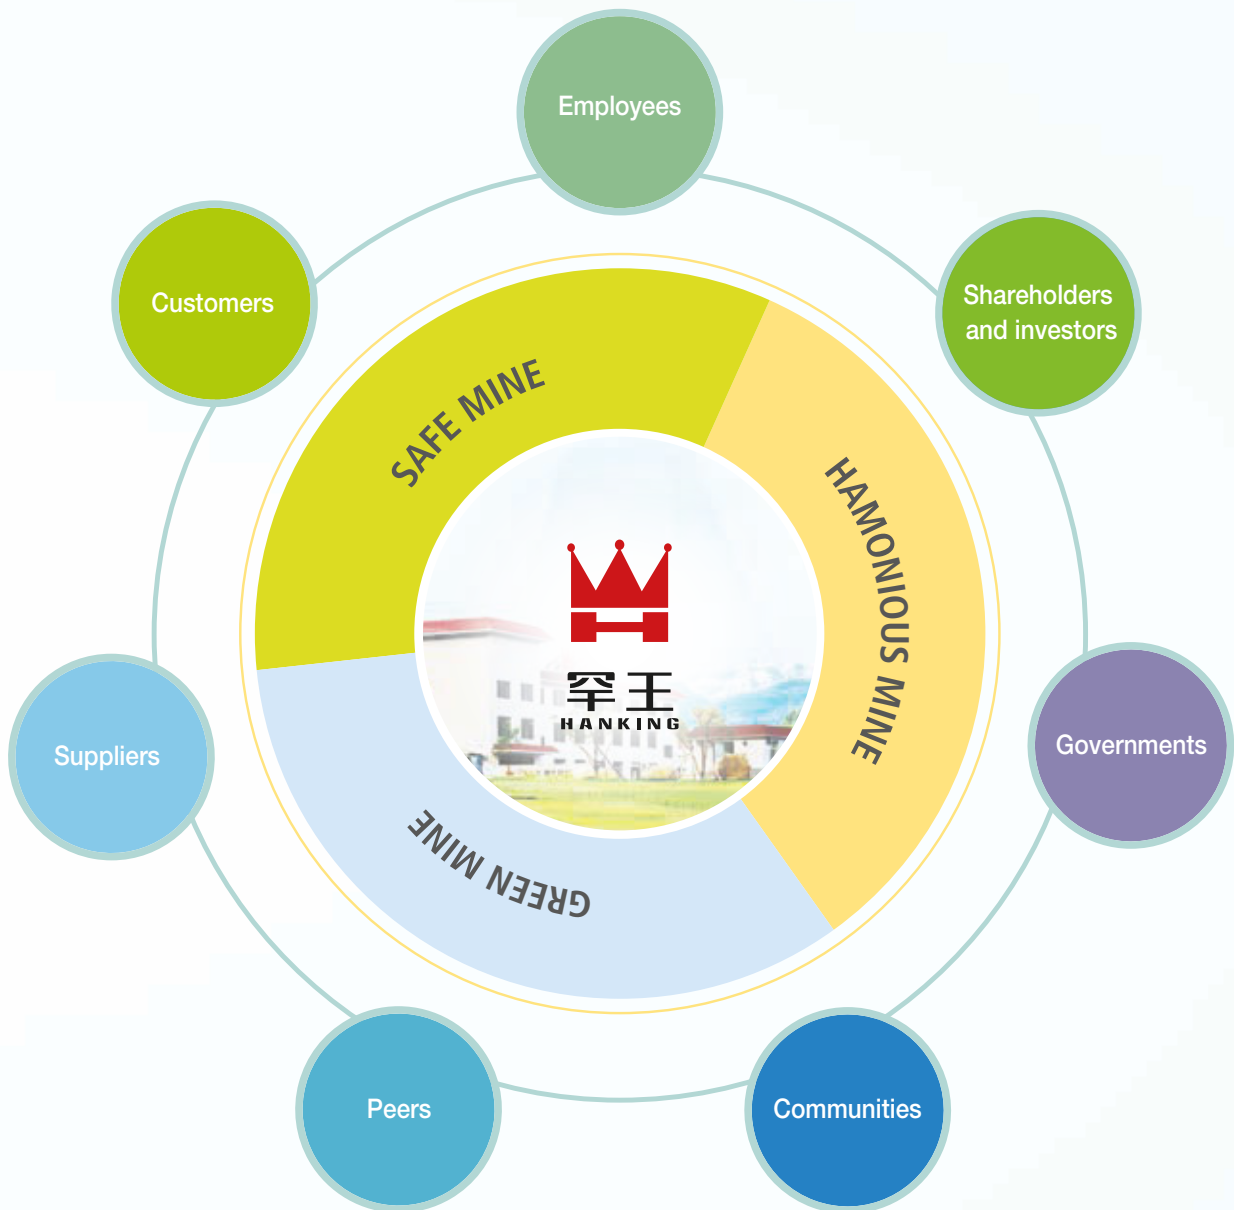 Employees
Customers
Shareholders
and investors
SAFE MINE
HAMONIOUS MINE
罕王
HANKING
Suppliers
Governments
GREEN MINE
Peers
Communities